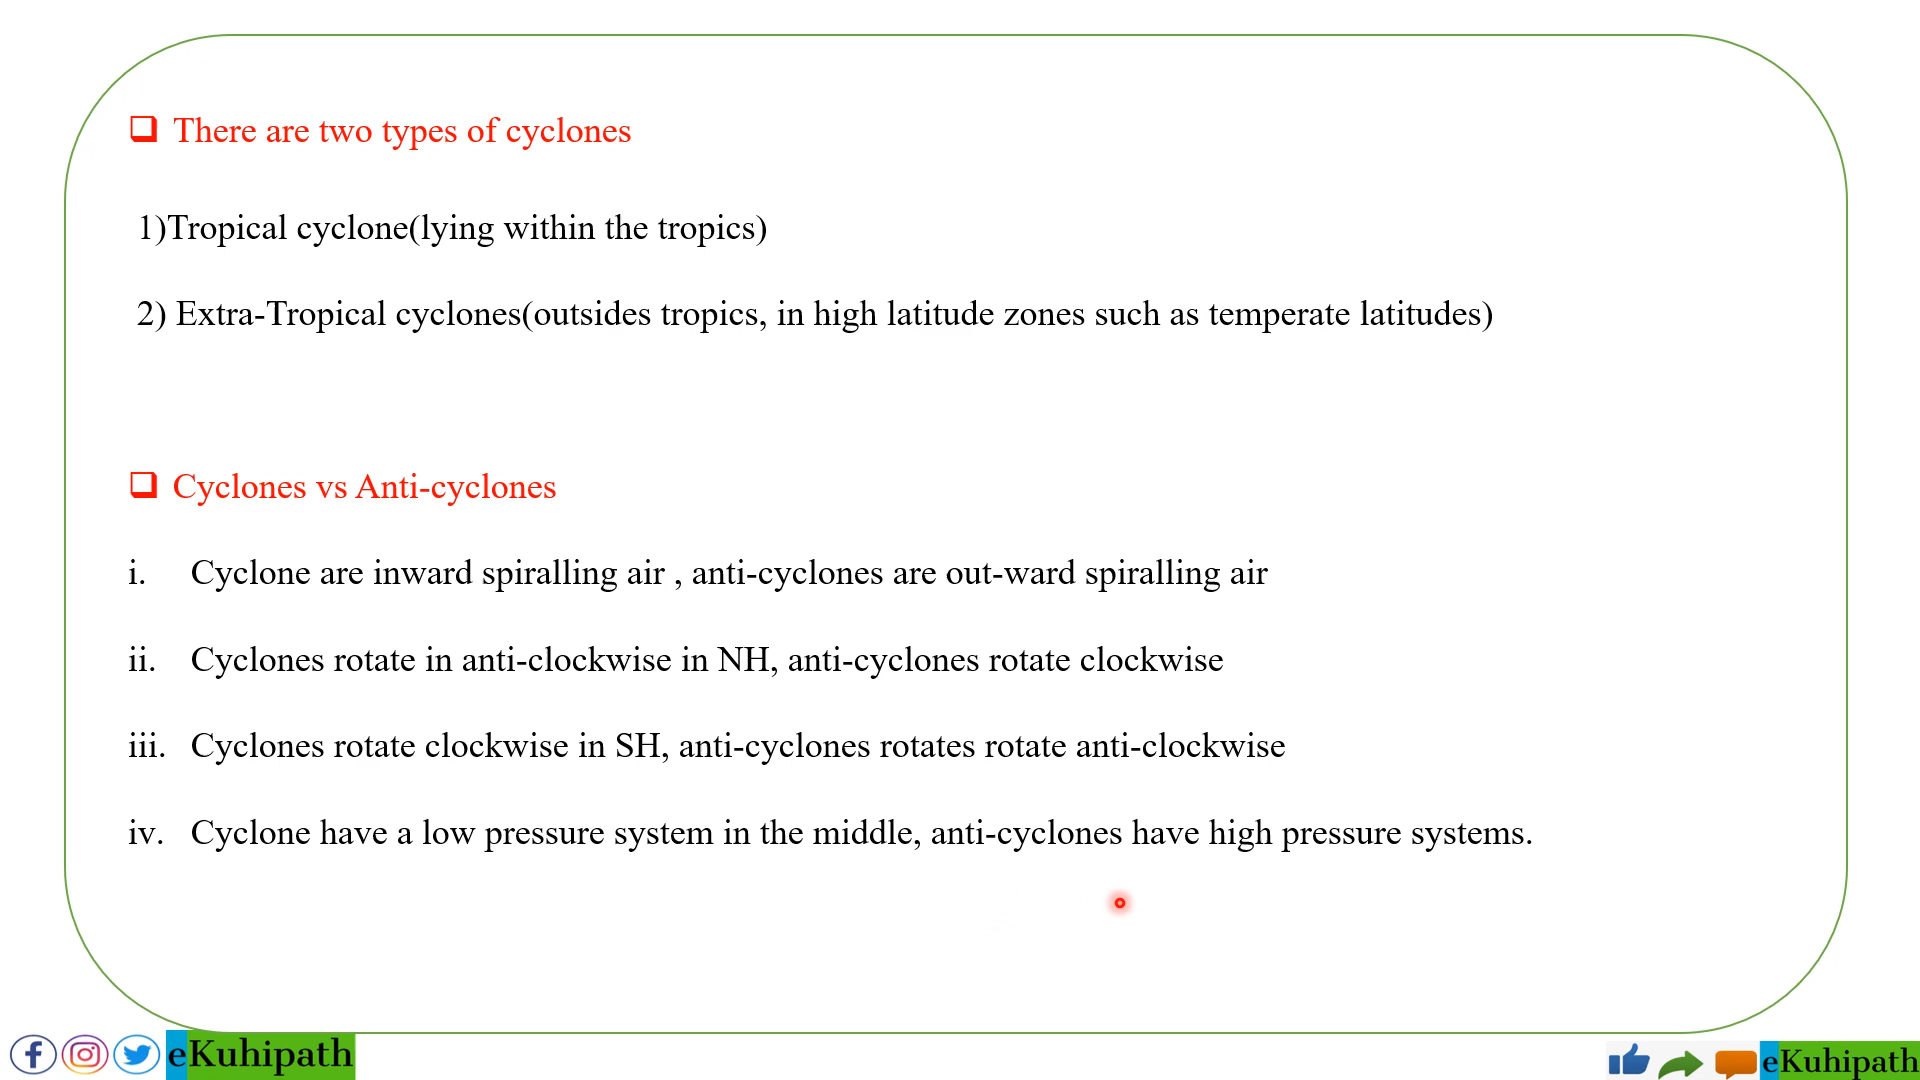 There are two types of cyclones
1)Tropical cyclone(lying within the tropics)
2) Extra-Tropical cyclones(outsides tropics, in high latitude zones such as temperate latitudes)
Cyclones vs Anti-cyclones
i. Cyclone are inward spiralling air , anti-cyclones are out-ward spiralling air
ii. Cyclones rotate in anti-clockwise in NH, anti-cyclones rotate clockwise
iii. Cyclones rotate clockwise in SH, anti-cyclones rotates rotate anti-clockwise
iv. Cyclone have a low pressure system in the middle, anti-cyclones have high pressure systems.
eKuhipath
eKuhipath